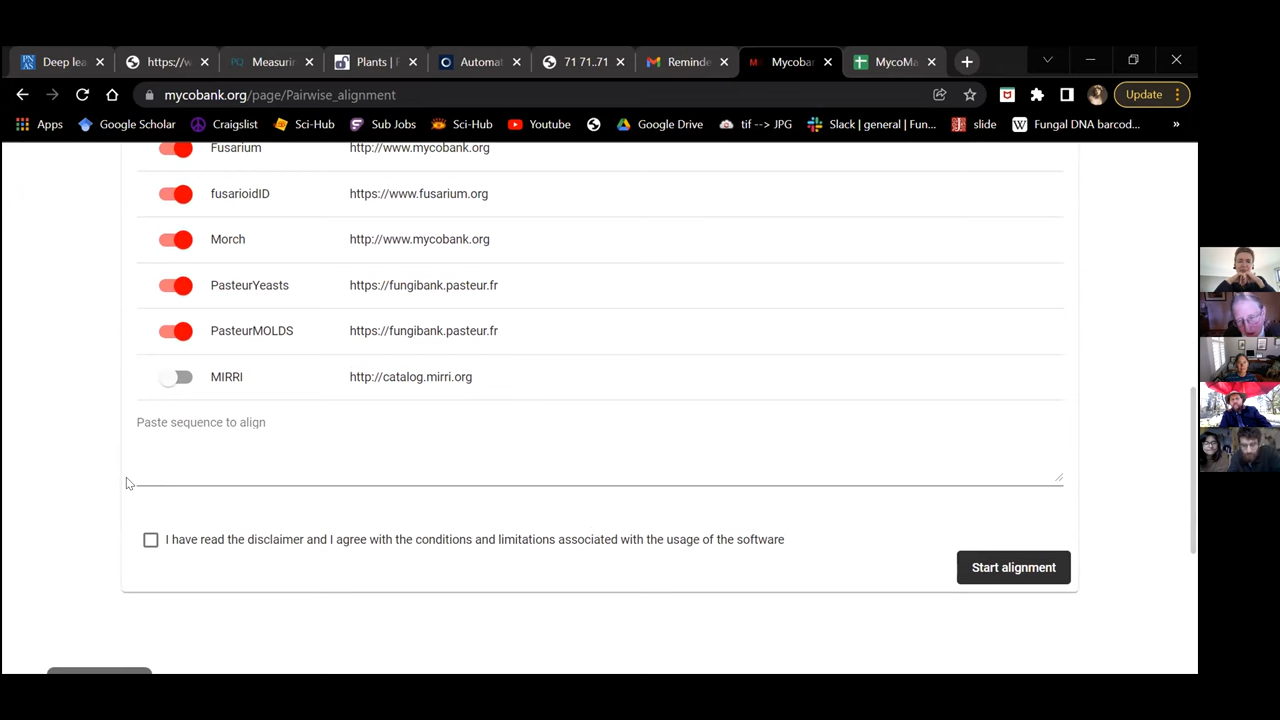 Deep lea
https://w
PQ Measurin
Plants | F
Automat
71 71..71
Reminde
Mycoban
MycoMa
mycobank.org/page/Pairwise_alignment
Update
Apps
Google Scholar
Craigslist
Sci-Hub
Sub Jobs
Sci-Hub
Youtube
Google Drive
tif --> JPG
Slack | general | Fun...
slide
Fungal DNA barcod...
»
Fusarium http://www.mycobank.org
fusarioidID https://www.fusarium.org
Morch http://www.mycobank.org
PasteurYeasts https://fungibank.pasteur.fr
PasteurMOLDS https://fungibank.pasteur.fr
MIRRI http://catalog.mirri.org
Paste sequence to align
I have read the disclaimer and I agree with the conditions and limitations associated with the usage of the software
Start alignment